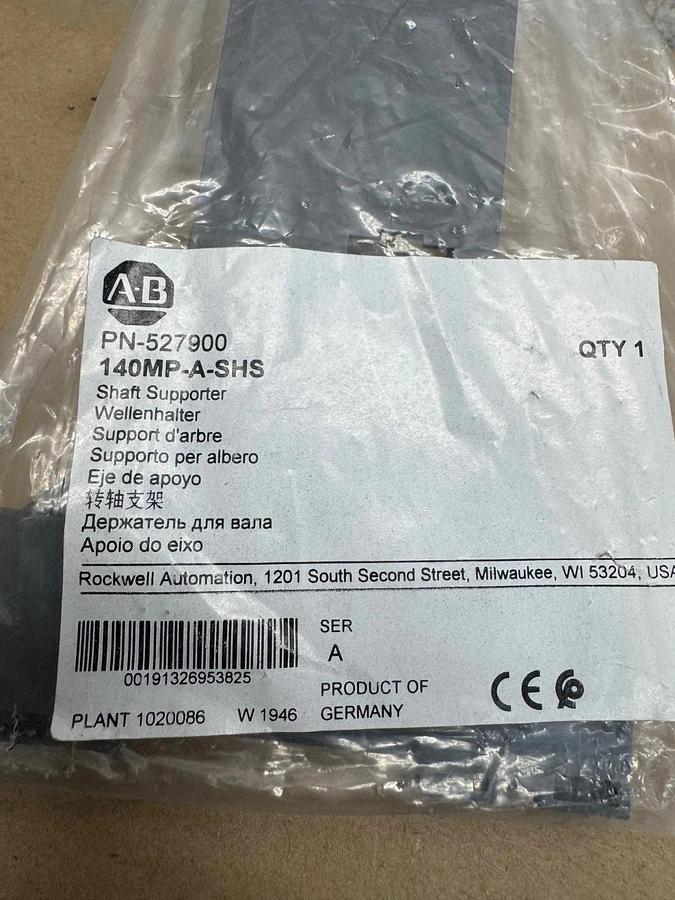 A-B
PN-527900
QTY 1
140MP-A-SHS
Shaft Supporter
Wellenhalter
Support d'arbre
Supporto per albero
Eje de apoyo
转轴支架
Держатель для вала
Apoio do eixo
Rockwell Automation, 1201 South Second Street, Milwaukee, WI 53204, USA
SER
A
00191326953825
PRODUCT OF
GERMANY
PLANT 1020086 W 1946
CE